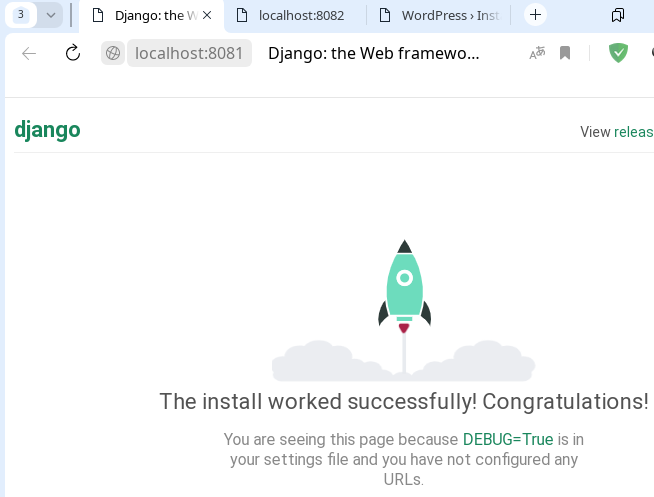 3
Django: the W
localhost:8082
WordPress › Inst
localhost:8081
Django: the Web framewo...
django
View releas
The install worked successfully! Congratulations!
You are seeing this page because DEBUG=True is in
your settings file and you have not configured any
URLs.